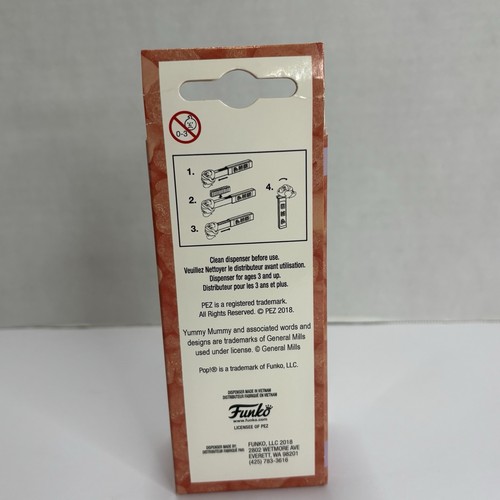 0-3
1.
2.
3.
4.
Clean dispenser before use.
Veuillez Nettoyer le distributeur avant utilisation.
Dispenser for ages 3 and up.
Distributeur pour les 3 ans et plus.
PEZ is a registered trademark.
All Rights Reserved. © PEZ 2018.
Yummy Mummy and associated words and
designs are trademarks of General Mills
used under license. © General Mills
Pop!® is a trademark of Funko, LLC.
DISPENSER MADE IN VIETNAM
DISTRIBUTEUR FABRIQUÉ EN VIETNAM
Funko
www.funko.com
LICENSEE OF PEZ
DISPENSER MADE BY:
DISTRIBUTEUR FABRIQUÉ PAR:
FUNKO, LLC 2018
2802 WETMORE AVE
EVERETT, WA 98201
(425) 783-3616